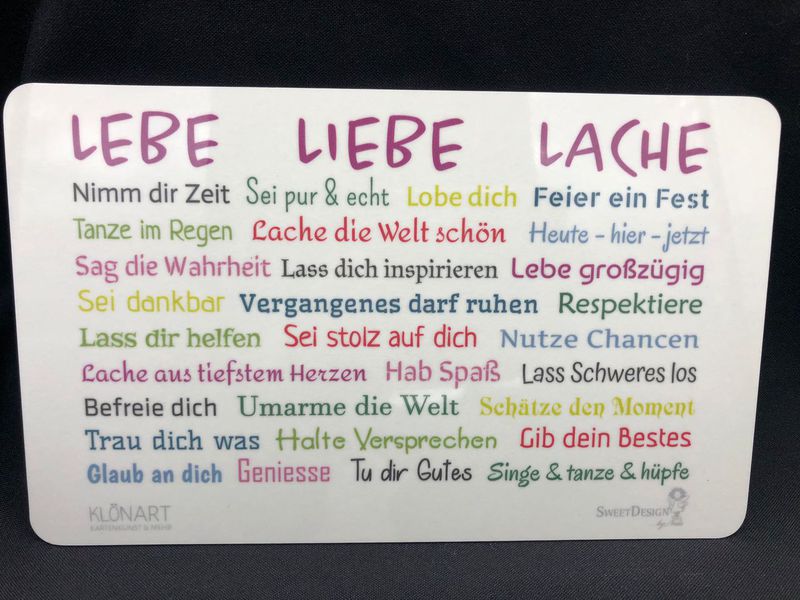 LEBE LIEBE LACHE
Nimm dir Zeit Sei pur & echt Lobe dich Feier ein Fest
Tanze im Regen Lache die Welt schön Heute - hier - jetzt
Sag die Wahrheit Lass dich inspirieren Lebe großzügig
Sei dankbar Vergangenes darf ruhen Respektiere
Lass dir helfen Sei stolz auf dich Nutze Chancen
Lache aus tiefstem Herzen Hab Spaß Lass Schweres los
Befreie dich Umarme die Welt Schätze den Moment
Trau dich was Halte Versprechen Gib dein Bestes
Glaub an dich Geniesse Tu dir Gutes Singe & tanze & hüpfe
KLÖNART SWEETDESIGN
KARTENKUNST & MEHR by